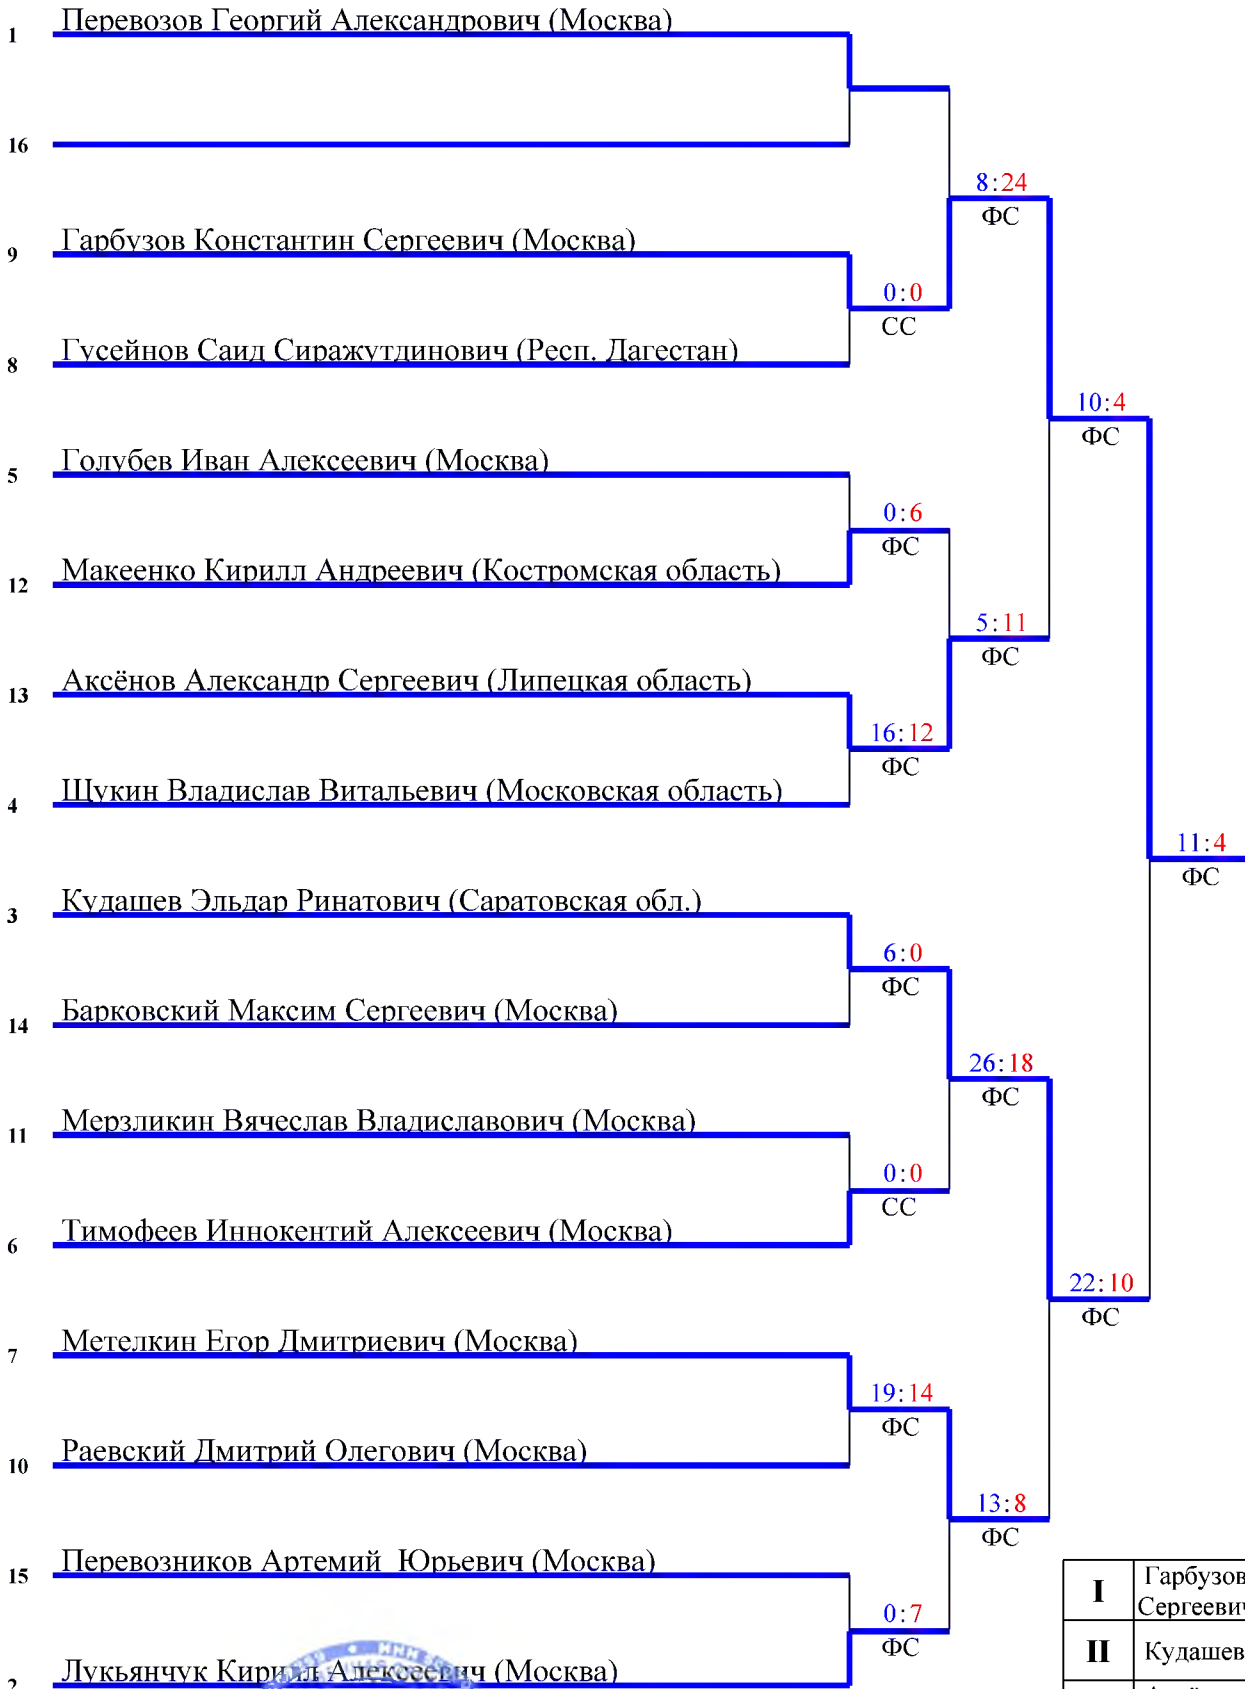 1 Перевозов Георгий Александрович (Москва)
16
8:24
ФС
9 Гарбузов Константин Сергеевич (Москва)
0:0
СС
8 Гусейнов Саид Сиражутдинович (Респ. Дагестан)
10:4
ФС
5 Голубев Иван Алексеевич (Москва)
0:6
ФС
12 Макеенко Кирилл Андреевич (Костромская область)
5:11
ФС
13 Аксёнов Александр Сергеевич (Липецкая область)
16:12
ФС
4 Щукин Владислав Витальевич (Московская область)
11:4
ФС
3 Кудашев Эльдар Ринатович (Саратовская обл.)
6:0
ФС
14 Барковский Максим Сергеевич (Москва)
26:18
ФС
11 Мерзликин Вячеслав Владиславович (Москва)
0:0
СС
6 Тимофеев Иннокентий Алексеевич (Москва)
22:10
ФС
7 Метелкин Егор Дмитриевич (Москва)
19:14
ФС
10 Раевский Дмитрий Олегович (Москва)
13:8
ФС
15 Перевозников Артемий Юрьевич (Москва)
0:7
ФС
2 Лукьянчук Кирилл Алексеевич (Москва)
I Гарбузов
Сергеевич
II Кудашев